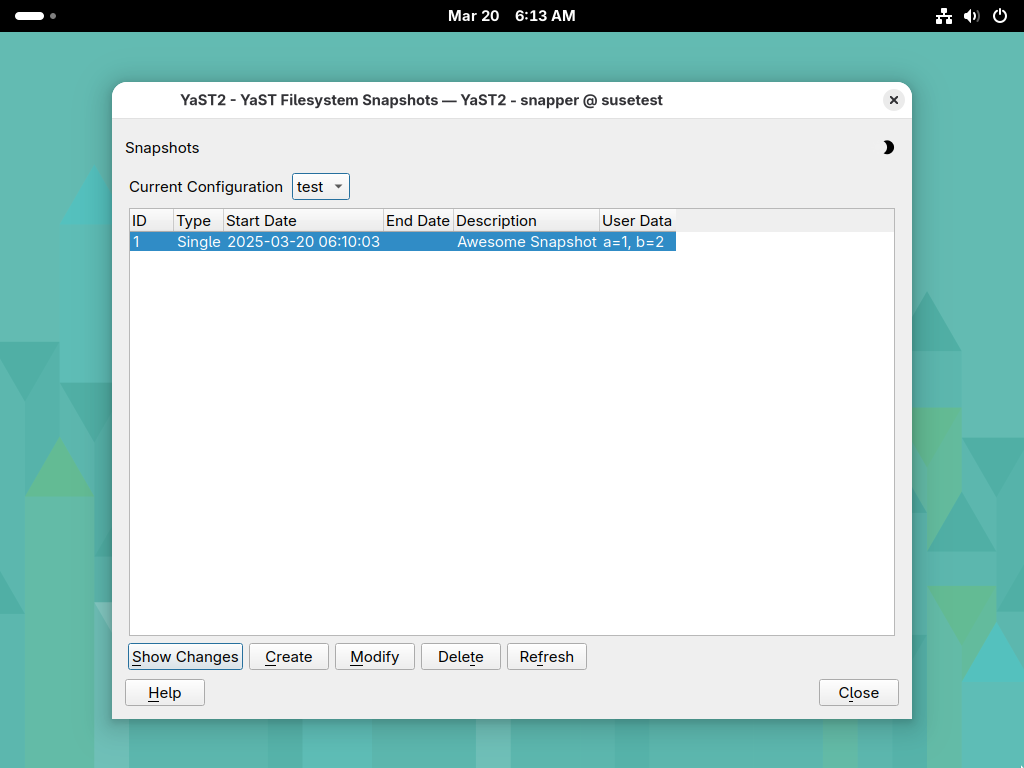 Mar 20 6:13 AM
YaST2 - YaST Filesystem Snapshots — YaST2 - snapper @ susetest
Snapshots
Current Configuration test
ID Type Start Date End Date Description User Data
1 Single 2025-03-20 06:10:03 Awesome Snapshot a=1, b=2
Show Changes Create Modify Delete Refresh
Help Close